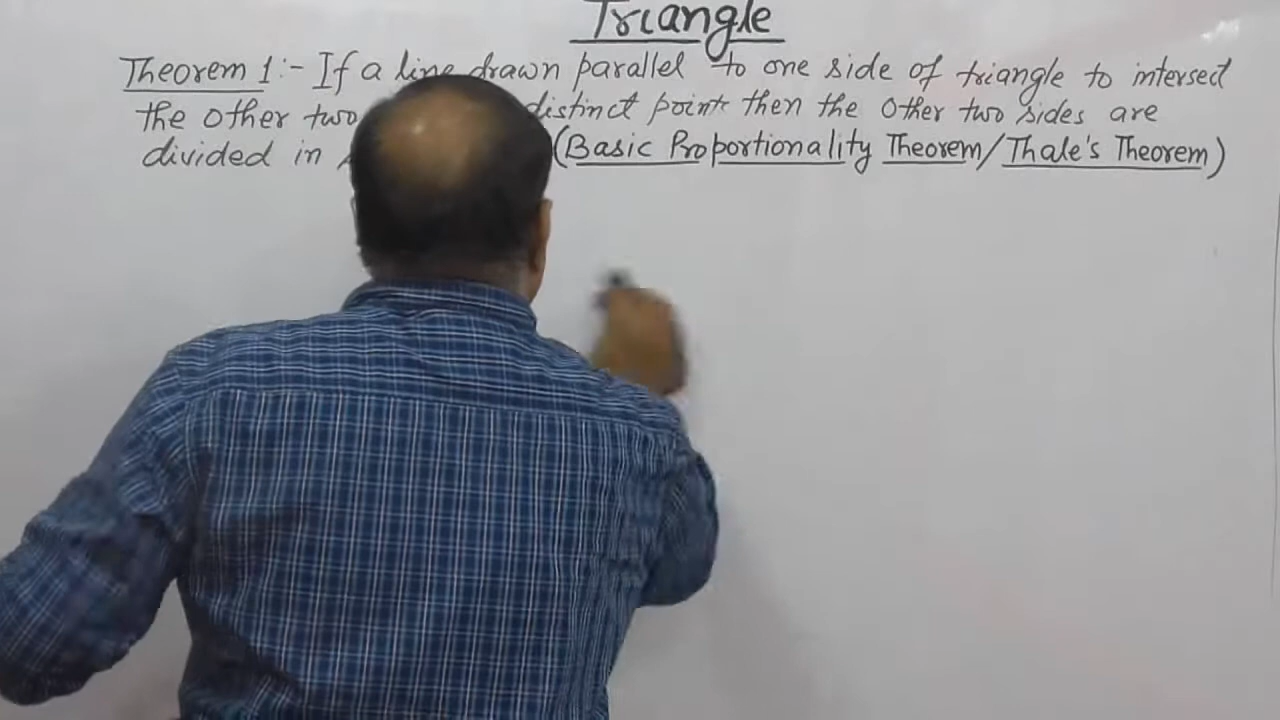 Triangle
Theorem 1:- If a line drawn parallel to one side of triangle to intersect
the other two distinct points then the other two sides are
divided in (Basic Proportionality Theorem/Thale's Theorem)